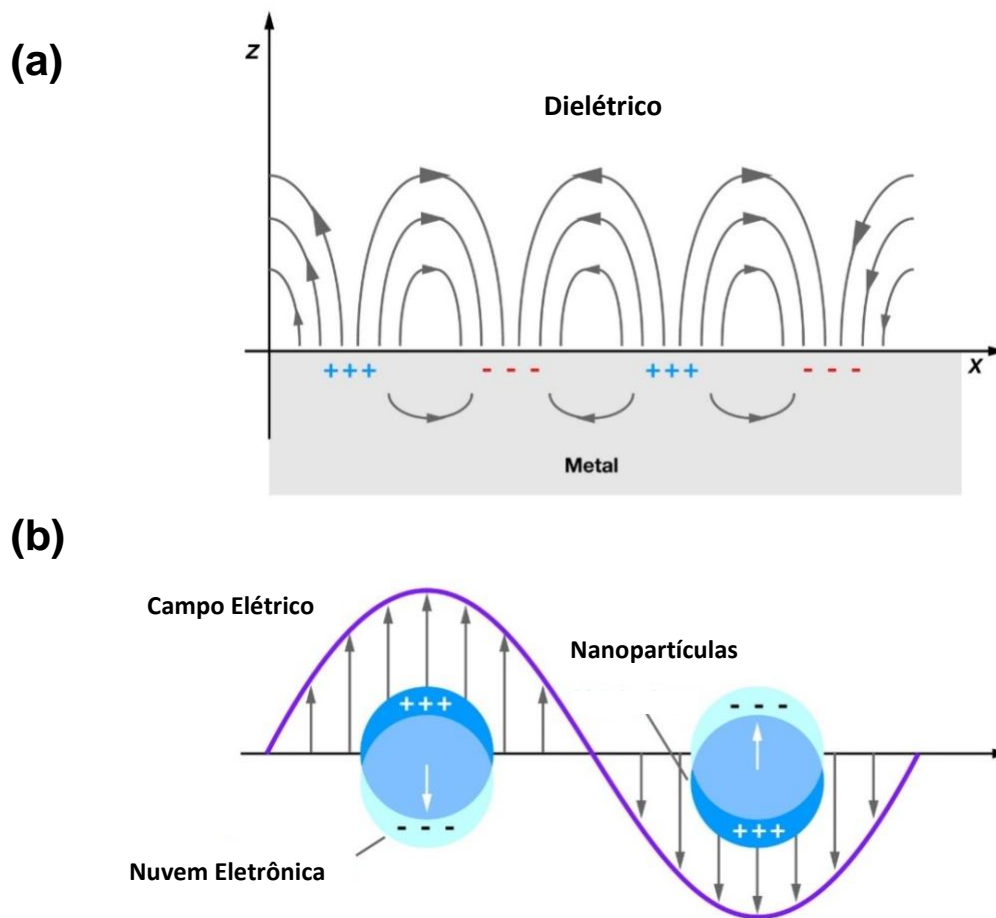 (a)
z
Dielétrico
+++ - - - +++ - - -
x
Metal
(b)
Campo Elétrico
Nanopartículas
+++
- - -
- - -
+++
Nuvem Eletrônica